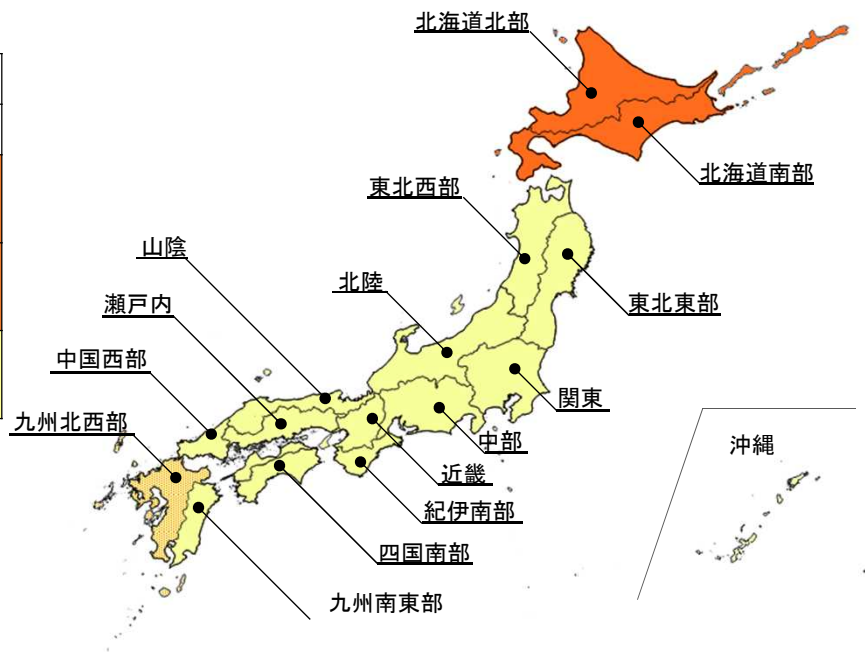 北海道北部
北海道南部
東北西部
山陰
北陸
東北東部
瀬戸内
中国西部
関東
九州北西部
中部
沖縄
近畿
紀伊南部
四国南部
九州南東部